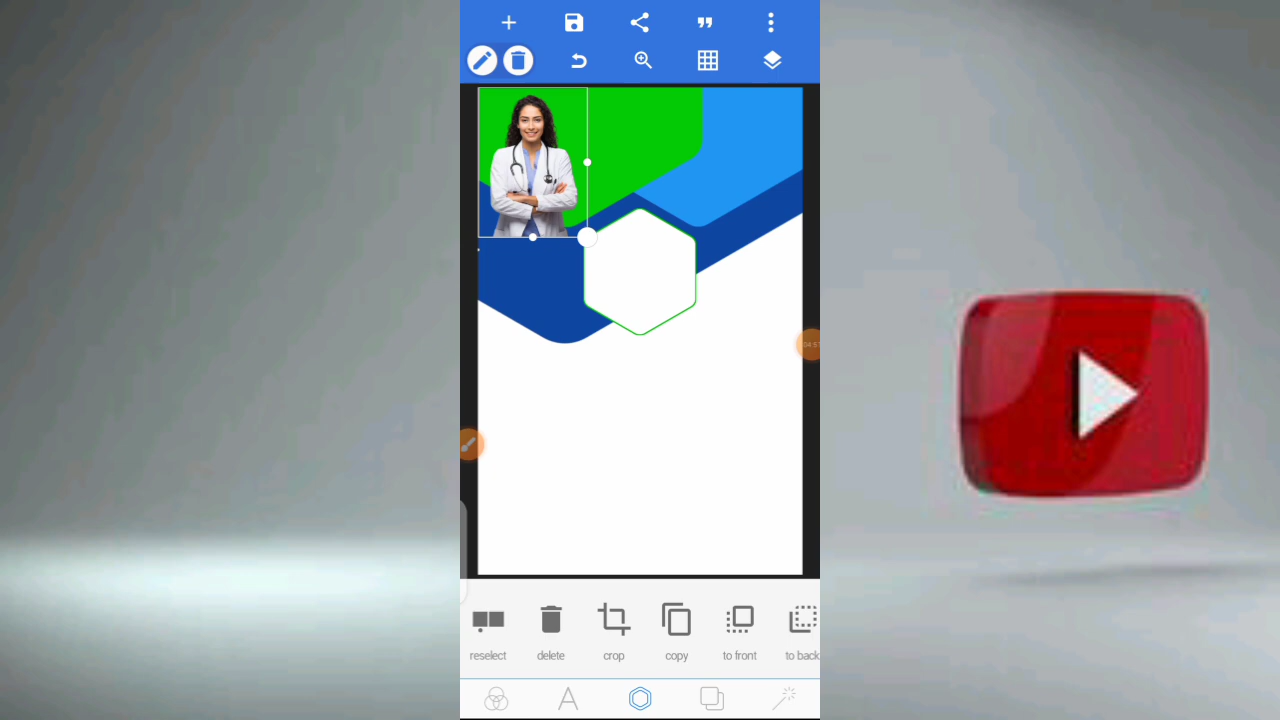 reselect
delete
crop
copy
to front
to back